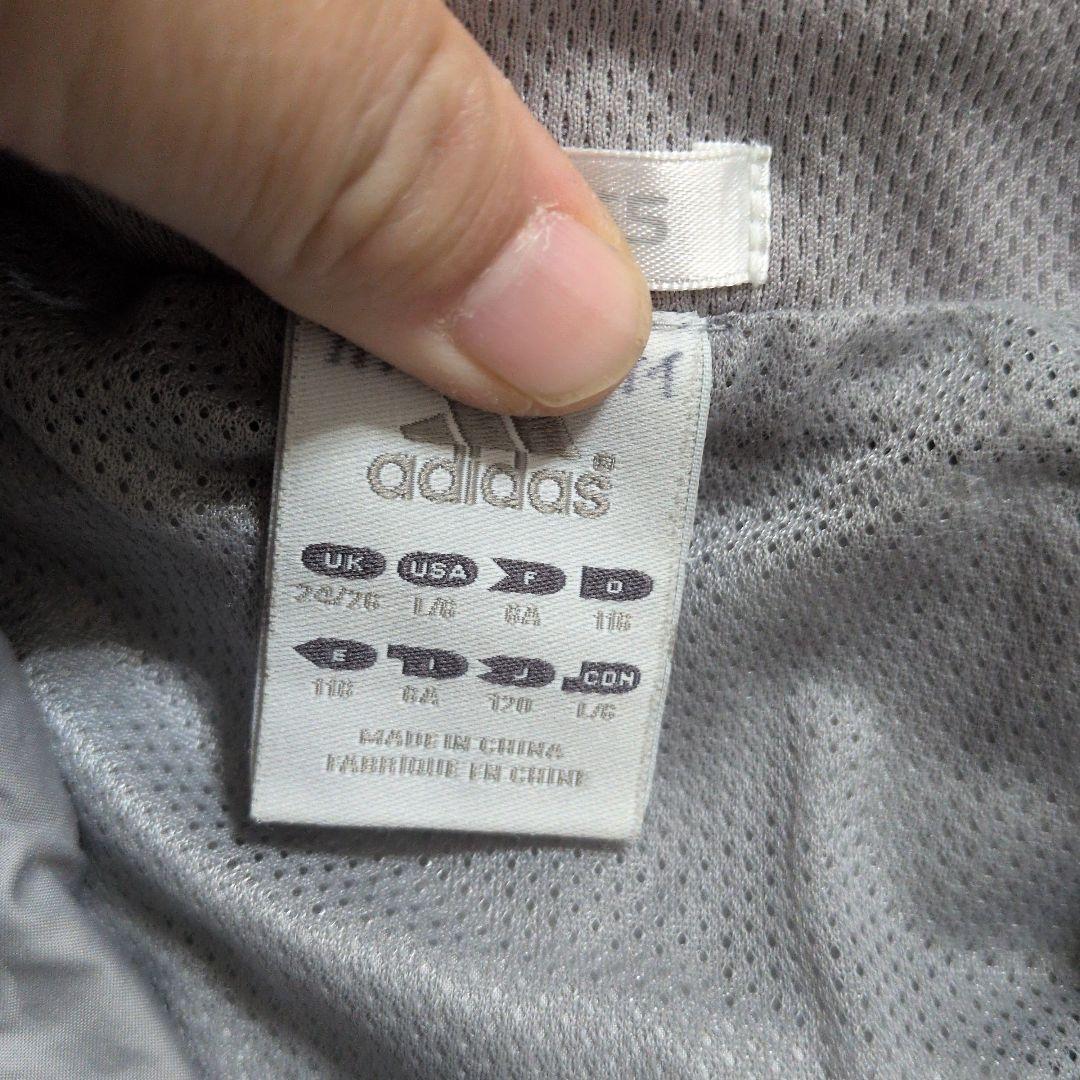 S
adidas®
UK USA F D
24/26 L/G 6A 116
E I J CDN
116 6A 120 L/G
MADE IN CHINA
FABRIQUE EN CHINE